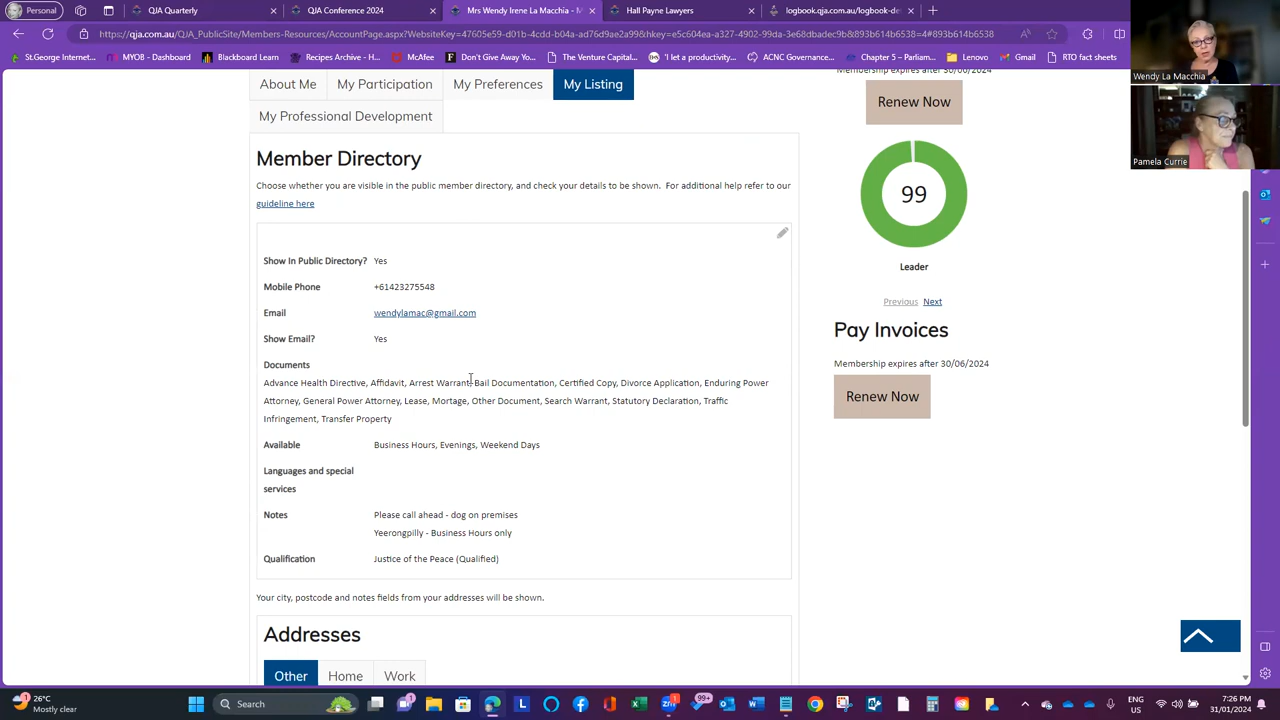 Personal
QJA Quarterly
QJA Conference 2024
Mrs Wendy Irene La Macchia - M
Hall Payne Lawyers
logbook.qja.com.au/logbook-de
https://qja.com.au/QJA_PublicSite/Members-Resources/AccountPage.aspx?WebsiteKey=47605e59-d01b-4cdd-b04a-ad76d9ae2a99&hkey=e5c604ea-a327-4902-99da-3e68dbadec9b&893b614b6538=4#893b614b6538
St.George Internet...
MYOB - Dashboard
Blackboard Learn
Recipes Archive - H...
McAfee
Don't Give Away Yo...
The Venture Capital...
'I let a productivity...
ACNC Governance...
Chapter 5 – Parliam...
Lenovo
Gmail
RTO fact sheets
Wendy La Macchia
Pamela Currie
About Me
My Participation
My Preferences
My Listing
My Professional Development
Membership expires after 30/06/2024
Renew Now
99
Leader
Previous Next
Pay Invoices
Membership expires after 30/06/2024
Renew Now
Member Directory
Choose whether you are visible in the public member directory, and check your details to be shown. For additional help refer to our
guideline here
Show In Public Directory? Yes
Mobile Phone +61423275548
Email wendylamac@gmail.com
Show Email? Yes
Documents
Advance Health Directive, Affidavit, Arrest Warrant, Bail Documentation, Certified Copy, Divorce Application, Enduring Power
Attorney, General Power Attorney, Lease, Mortage, Other Document, Search Warrant, Statutory Declaration, Traffic
Infringement, Transfer Property
Available Business Hours, Evenings, Weekend Days
Languages and special
services
Notes Please call ahead - dog on premises
Yeerongpilly - Business Hours only
Qualification Justice of the Peace (Qualified)
Your city, postcode and notes fields from your addresses will be shown.
Addresses
Other
Home
Work
26°C
Mostly clear
Search
99+
ENG
US
7:26 PM
31/01/2024